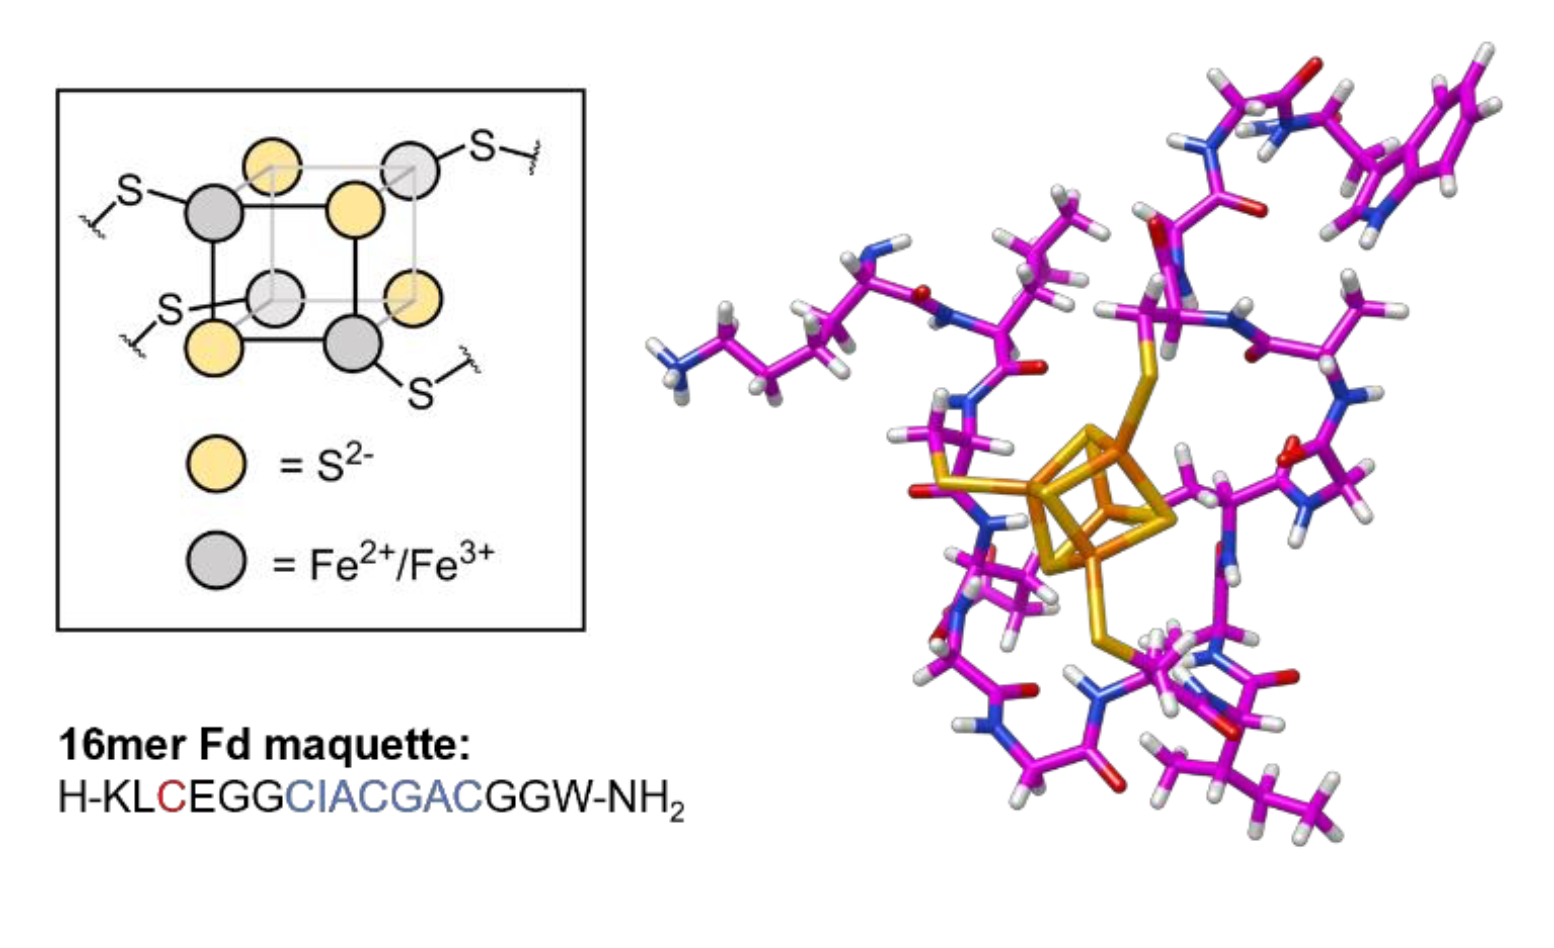 S
S
S
S
= S²⁻
= Fe²⁺/Fe³⁺
16mer Fd maquette:
H-KLCEGGCIACGACGGW-NH₂